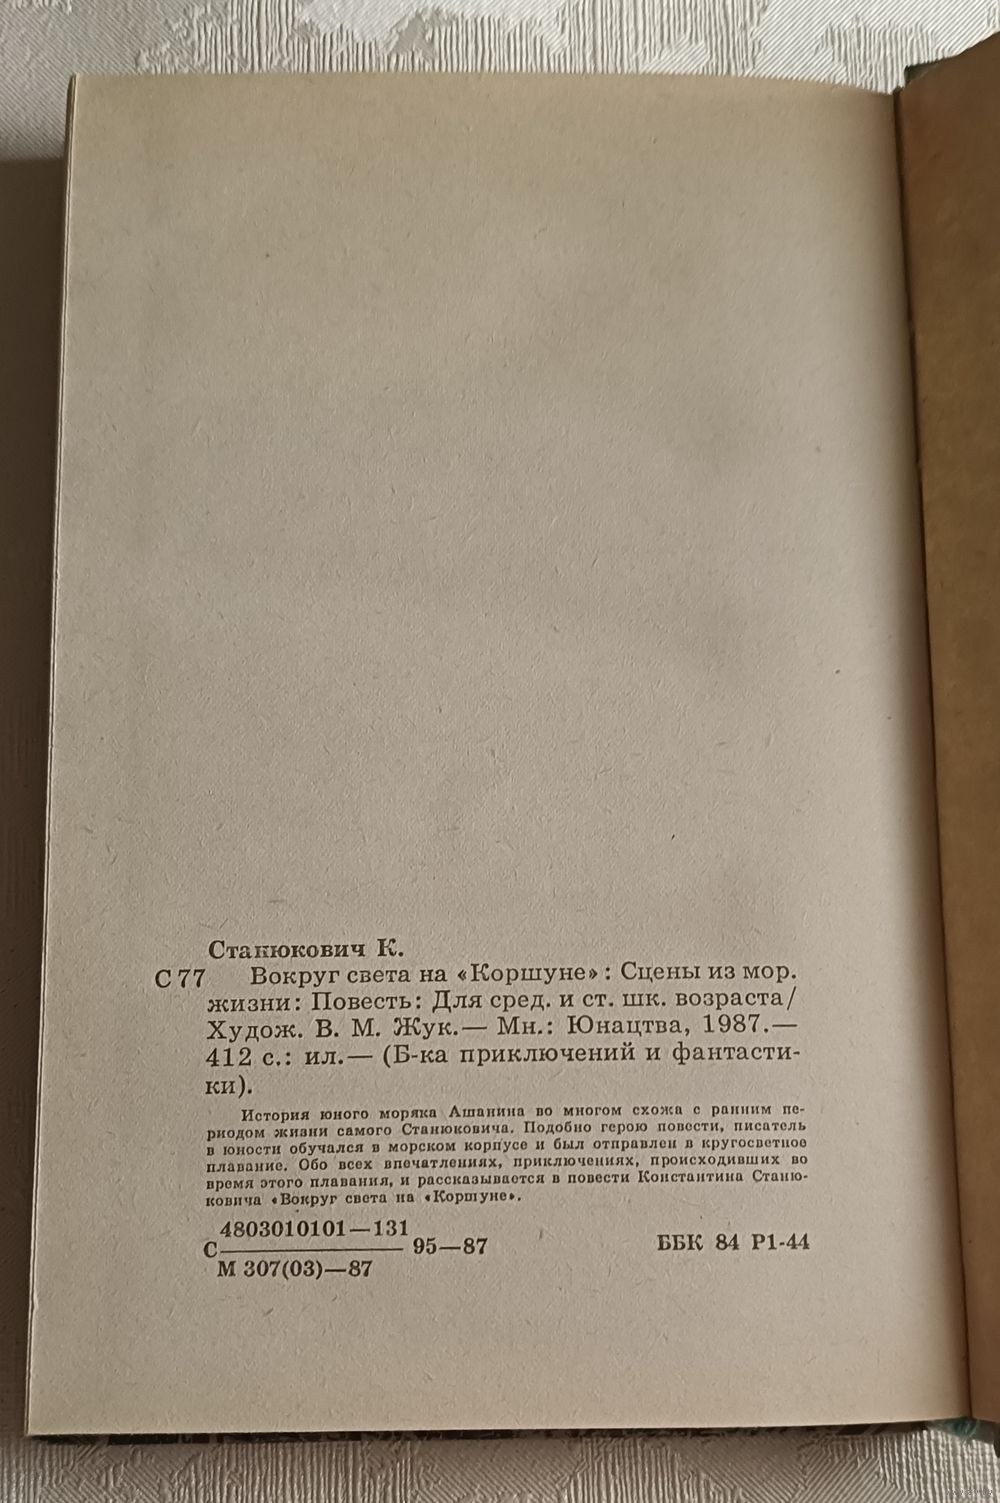 Станюкович К.
С 77 Вокруг света на «Коршуне» : Сцены из мор.
жизни: Повесть: Для сред. и ст. шк. возраста/
Худож. В. М. Жук.— Мн.: Юнацтва, 1987.—
412 с.: ил.— (Б-ка приключений и фантасти-
ки).
История юного моряка Ашанина во многом схожа с ранним пе-
риодом жизни самого Станюковича. Подобно герою повести, писатель
в юности обучался в морском корпусе и был отправлен в кругосветное
плавание. Обо всех впечатлениях, приключениях, происходивших во
время этого плавания, и рассказывается в повести Константина Станю-
ковича «Вокруг света на «Коршуне».
4803010101—131
С 95—87 ББК 84 Р1-44
М 307(03)—87